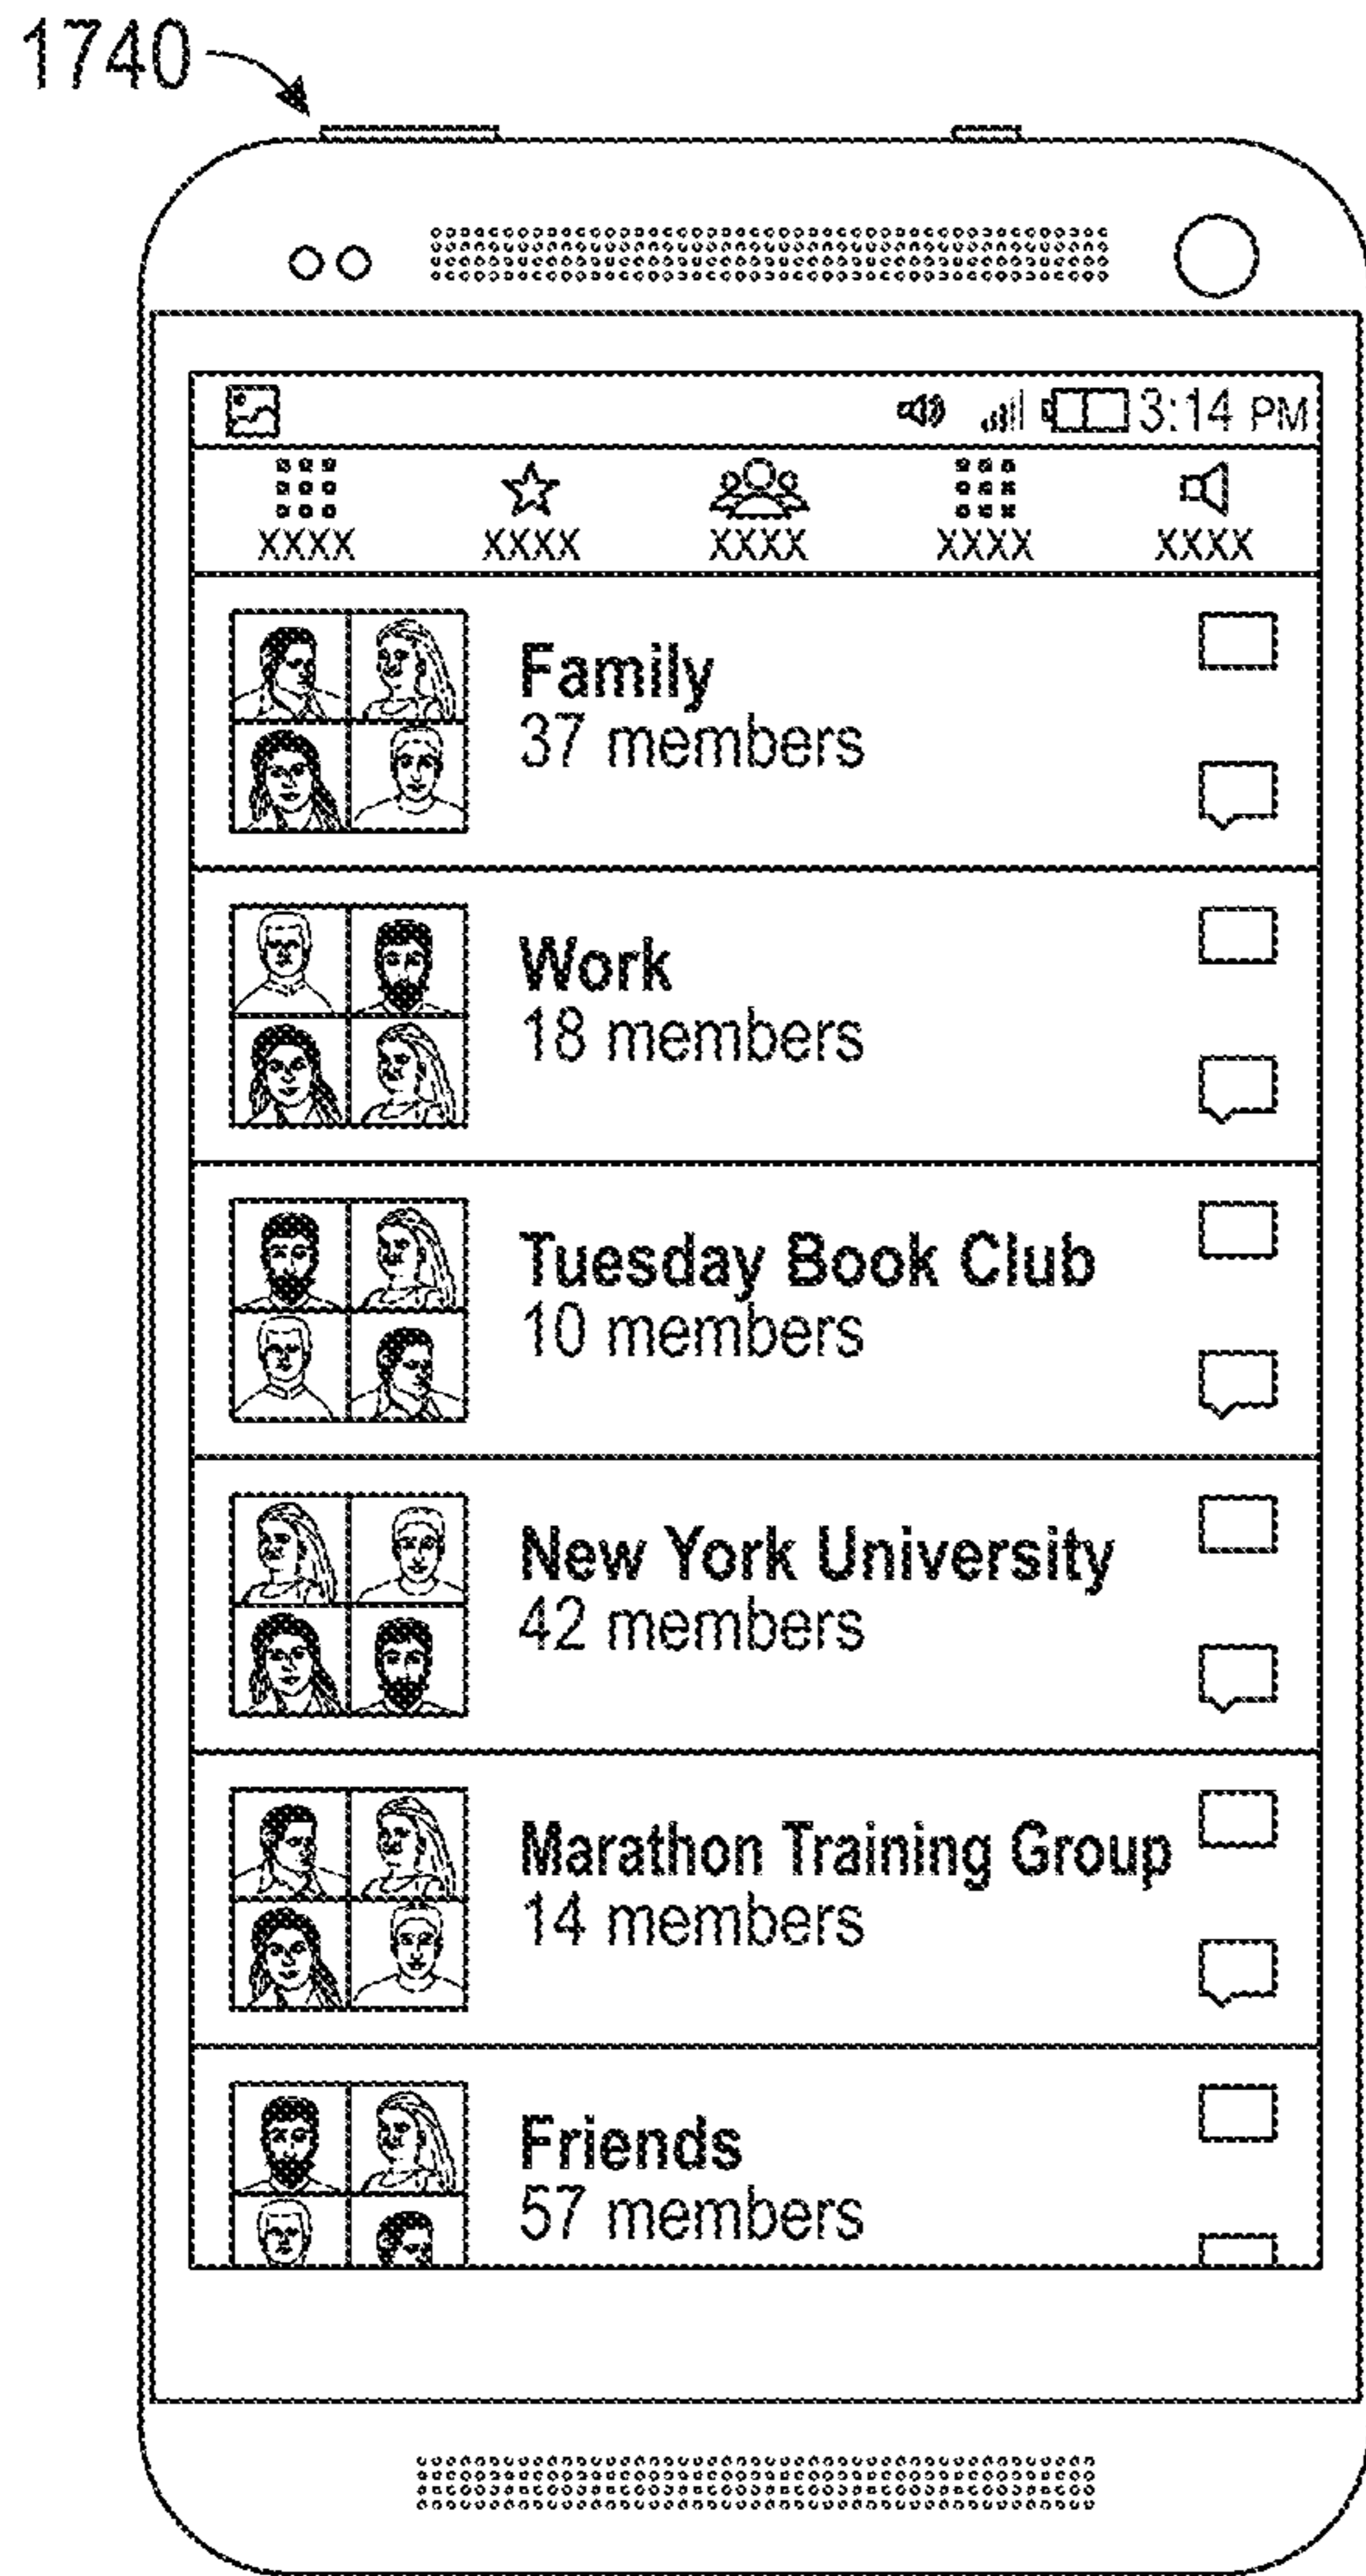 1740
3:14 PM
XXXX XXXX XXXX XXXX XXXX
Family
37 members
Work
18 members
Tuesday Book Club
10 members
New York University
42 members
Marathon Training Group
14 members
Friends
57 members